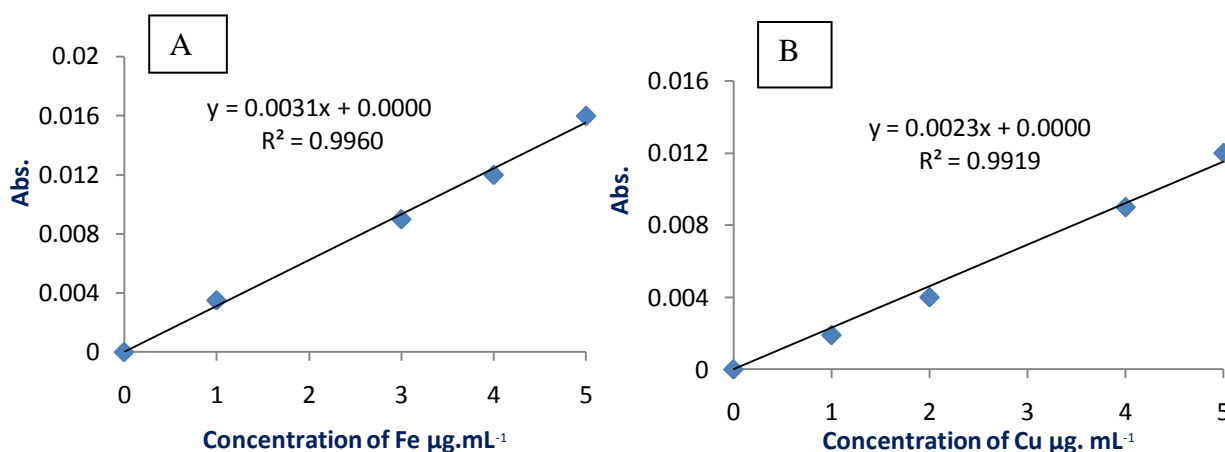 A
0.02
0.016
0.012
0.008
0.004
0
y = 0.0031x + 0.0000
R² = 0.9960
Abs.
0 1 2 3 4 5
Concentration of Fe µg.mL-1
B
0.016
0.012
0.008
0.004
0
y = 0.0023x + 0.0000
R² = 0.9919
Abs.
0 1 2 3 4 5
Concentration of Cu µg. mL-1